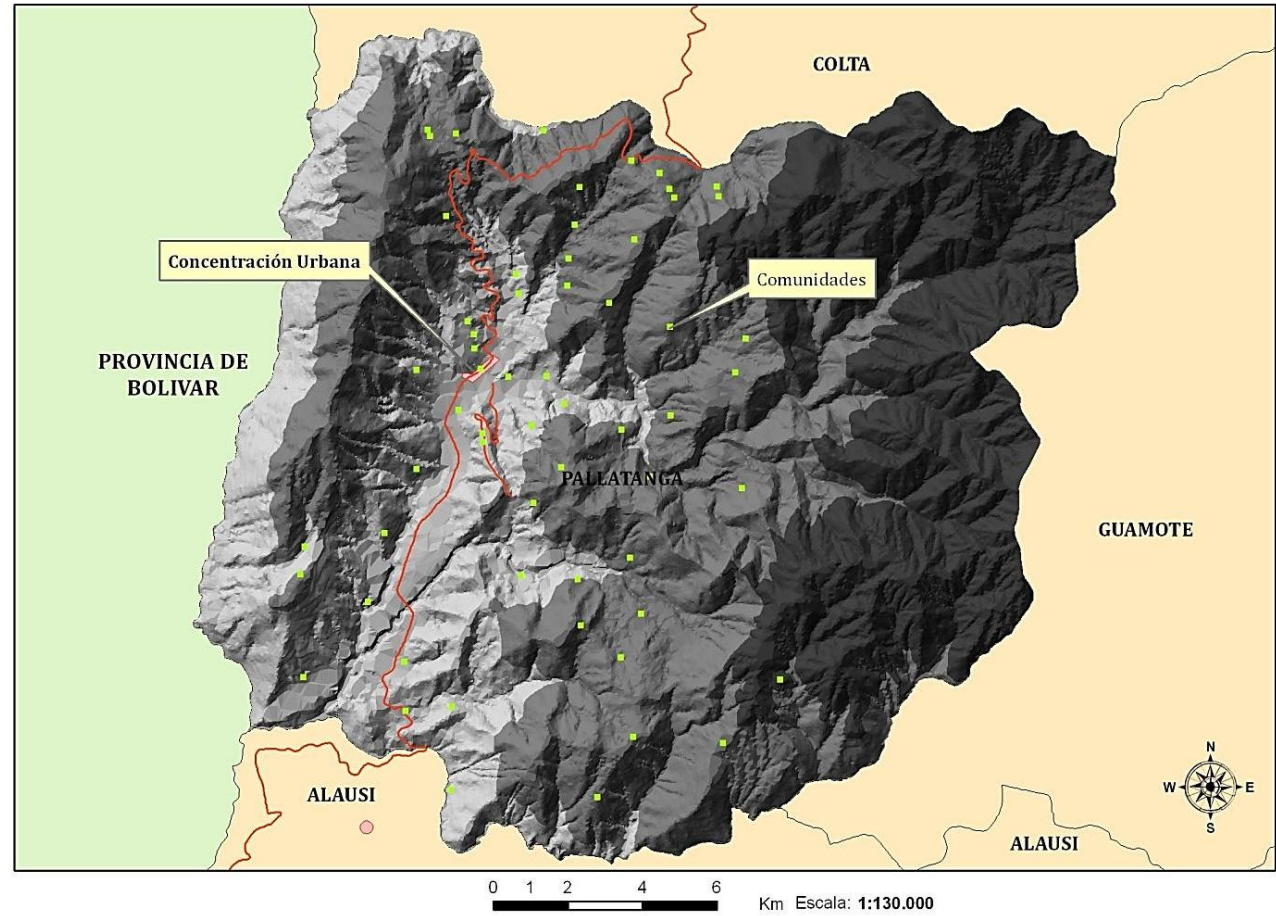 COLTA
Concentración Urbana
Comunidades
PROVINCIA DE
BOLIVAR
PALLATANGA
GUAMOTE
N
W
E
S
ALAUSI
ALAUSI
0 1 2 4 6
Km Escala: 1:130.000